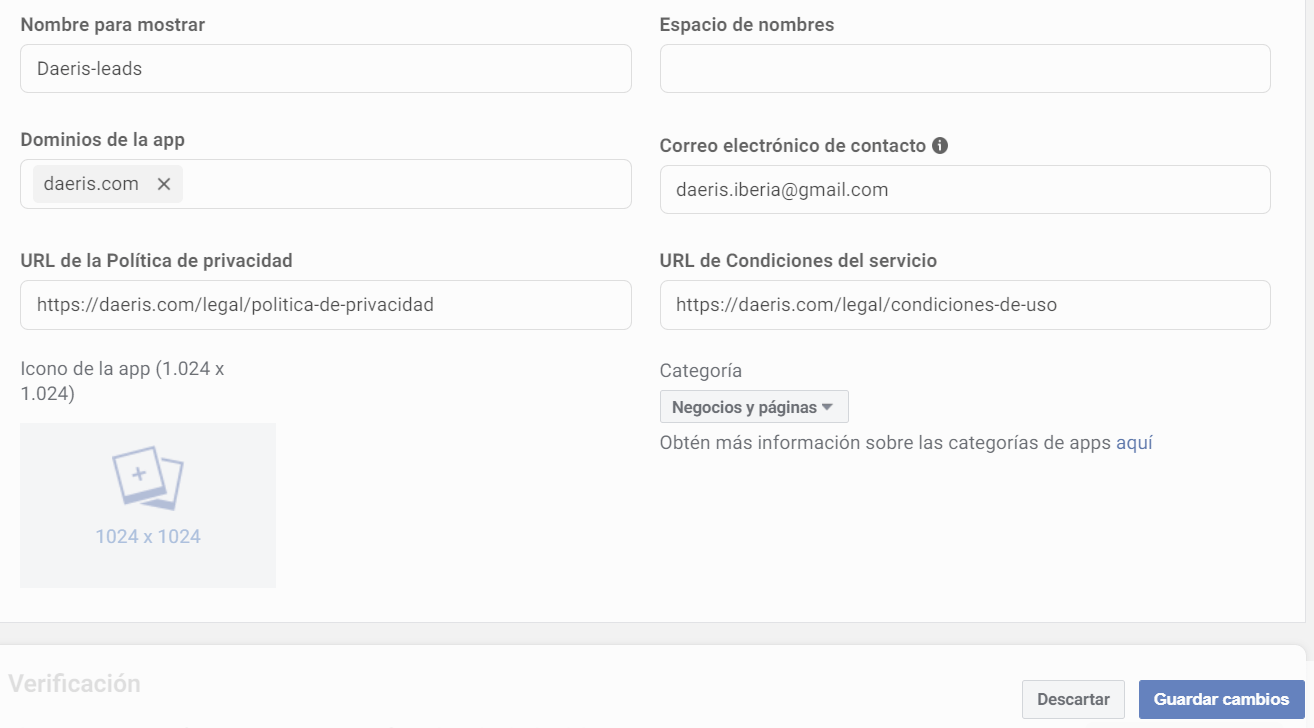 Nombre para mostrar
Espacio de nombres
Daeris-leads
Dominios de la app
Correo electrónico de contacto
daeris.com
daeris.iberia@gmail.com
URL de la Política de privacidad
URL de Condiciones del servicio
https://daeris.com/legal/politica-de-privacidad
https://daeris.com/legal/condiciones-de-uso
Icono de la app (1.024 x
1.024)
Categoría
Negocios y páginas
Obtén más información sobre las categorías de apps aquí
1024 x 1024
Verificación
Descartar
Guardar cambios